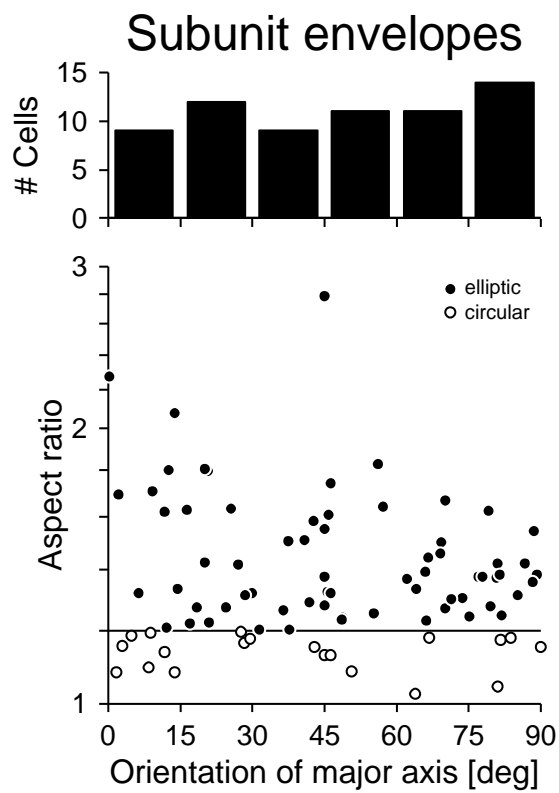 Subunit envelopes
15
10
5
0
# Cells
3
2
1
Aspect ratio
elliptic
circular
0 15 30 45 60 75 90
Orientation of major axis [deg]